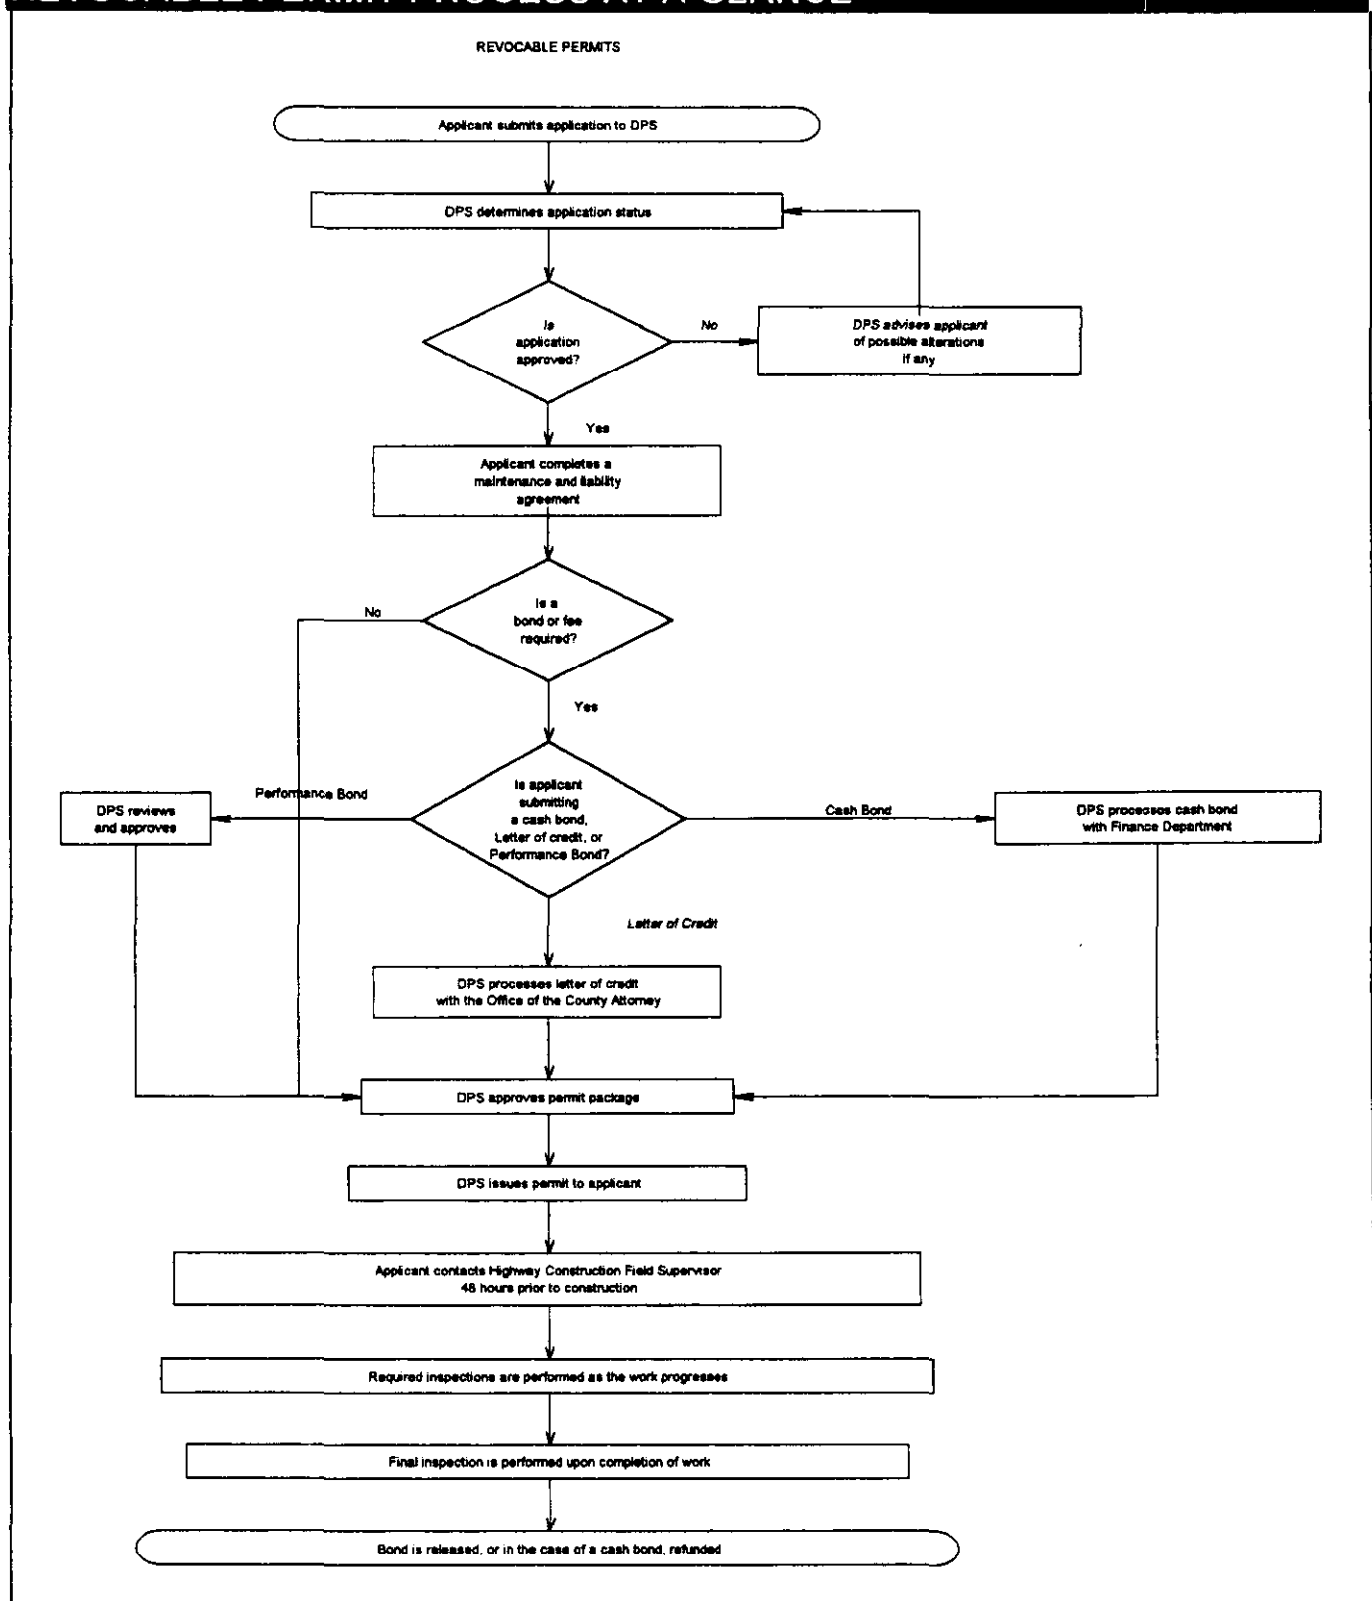 REVOCABLE PERMIT PROCESS AT A GLANCE
REVOCABLE PERMITS
Applicant submits application to DPS
DPS determines application status
Is
application
approved?
No
DPS advises applicant
of possible alterations
if any
Yes
Applicant completes a
maintenance and liability
agreement
No
Is a
bond or fee
required?
Yes
DPS reviews
and approves
Performance Bond
Is applicant
submitting
a cash bond,
Letter of credit, or
Performance Bond?
Cash Bond
DPS processes cash bond
with Finance Department
Letter of Credit
DPS processes letter of credit
with the Office of the County Attorney
DPS approves permit package
DPS issues permit to applicant
Applicant contacts Highway Construction Field Supervisor
48 hours prior to construction
Required inspections are performed as the work progresses
Final inspection is performed upon completion of work
Bond is released, or in the case of a cash bond, refunded